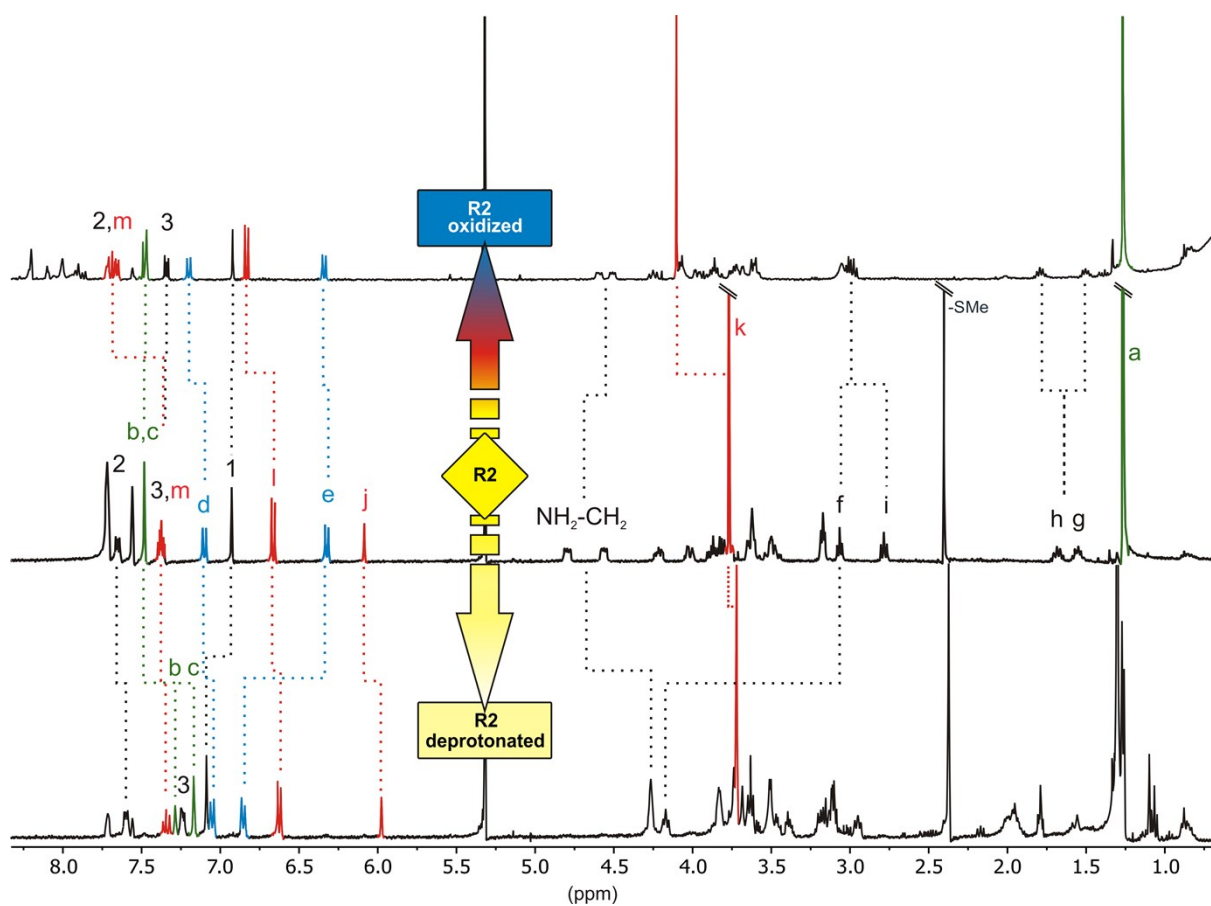 R2
oxidized
2,m
3
k
-SMe
a
b,c
2
3,m
d
1
l
R2
e
j
NH₂-CH₂
f
i
h
g
b c
3
R2
deprotonated
8.0 7.5 7.0 6.5 6.0 5.5 5.0 4.5 4.0 3.5 3.0 2.5 2.0 1.5 1.0
(ppm)